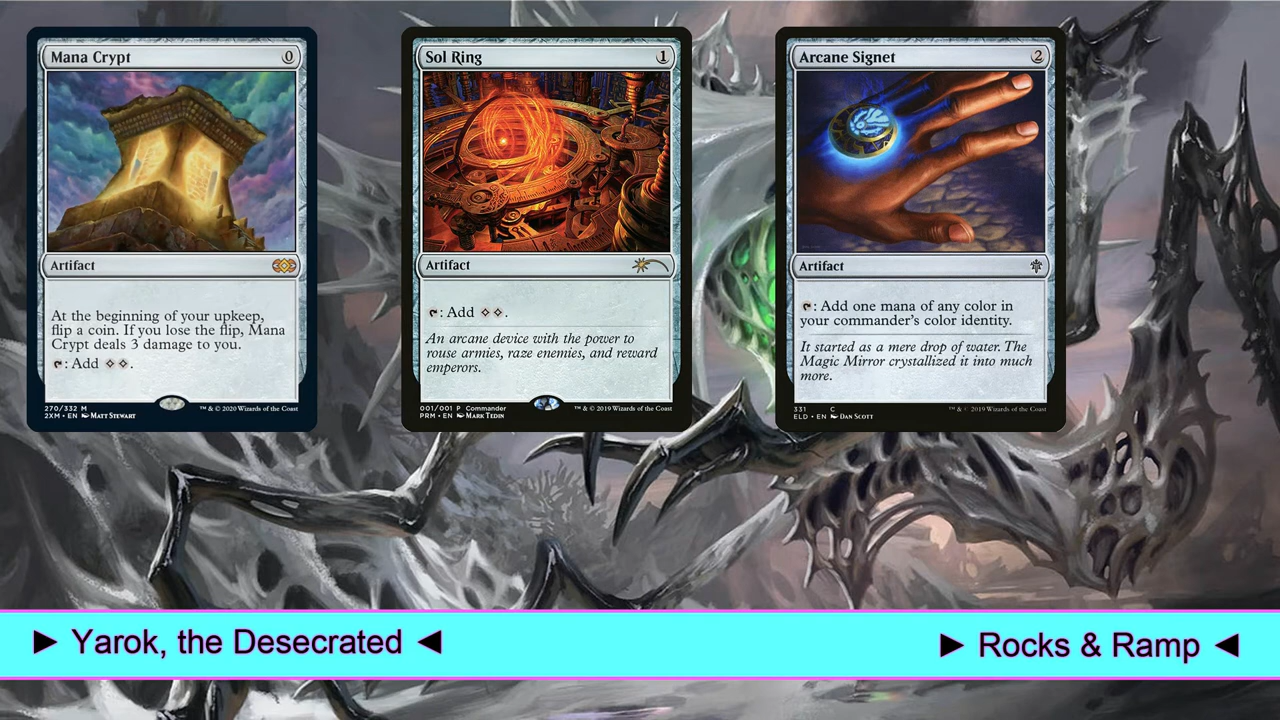 Mana Crypt 0
Artifact
At the beginning of your upkeep,
flip a coin. If you lose the flip, Mana
Crypt deals 3 damage to you.
: Add .
270/332 M
2XM • EN MATT STEWART
™ & © 2020 Wizards of the Coast
Sol Ring 1
Artifact
: Add .
An arcane device with the power to
rouse armies, raze enemies, and reward
emperors.
001/001 P Commander
PRM • EN MARK TEDIN
™ & © 2019 Wizards of the Coast
Arcane Signet 2
Artifact
: Add one mana of any color in
your commander's color identity.
It started as a mere drop of water. The
Magic Mirror crystallized it into much
more.
331 C
ELD • EN DAN SCOTT
™ & © 2019 Wizards of the Coast
► Yarok, the Desecrated ◄
► Rocks & Ramp ◄